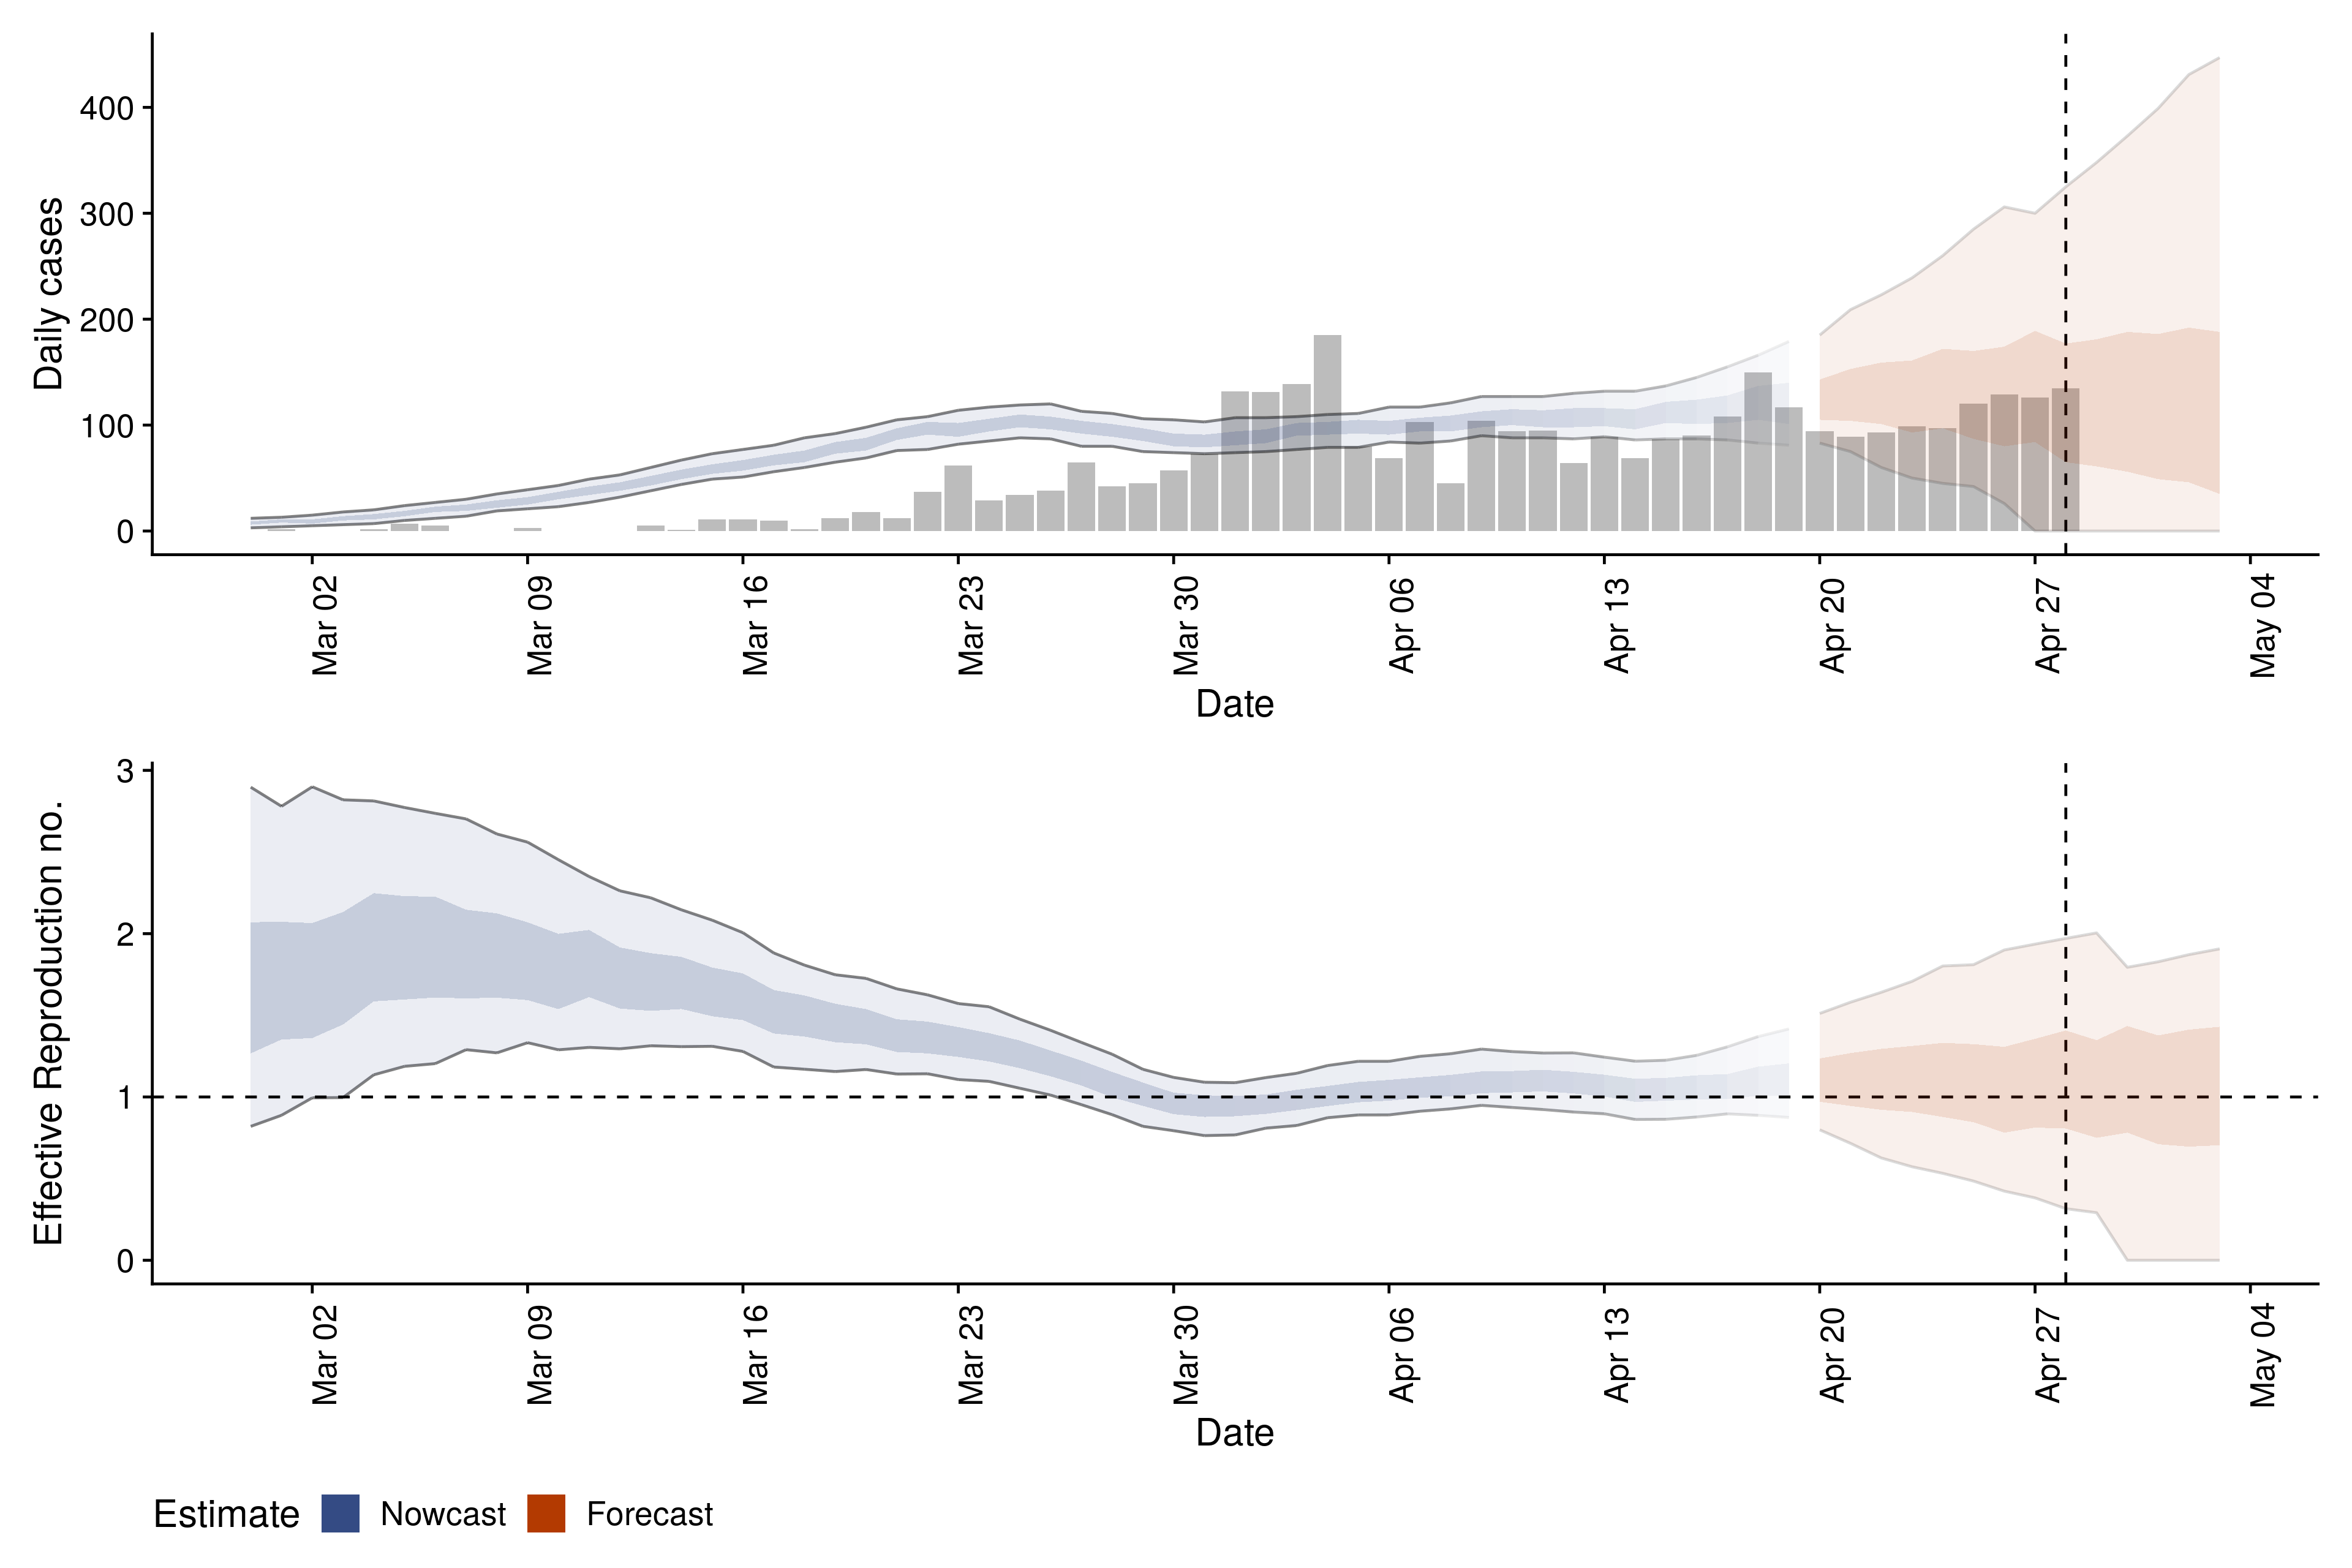 Daily cases
400
300
200
100
0
Mar 02
Mar 09
Mar 16
Mar 23
Mar 30
Apr 06
Apr 13
Apr 20
Apr 27
May 04
Date
Effective Reproduction no.
3
2
1
0
Mar 02
Mar 09
Mar 16
Mar 23
Mar 30
Apr 06
Apr 13
Apr 20
Apr 27
May 04
Date
Estimate Nowcast Forecast